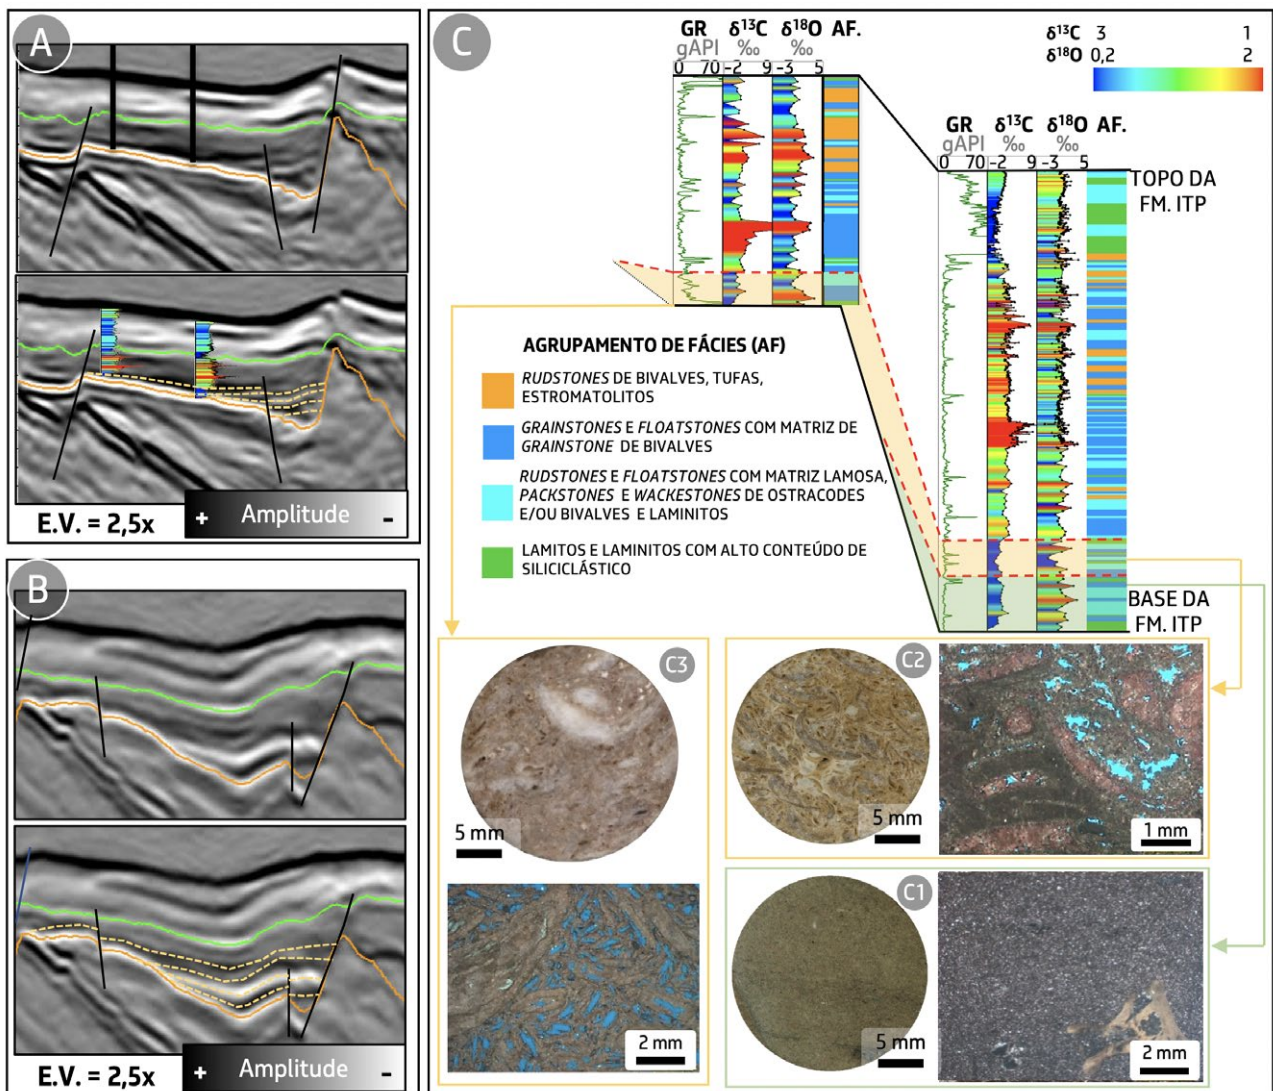 A
E.V. = 2,5x
+ Amplitude -
B
E.V. = 2,5x
+ Amplitude -
C
GR δ¹³C δ¹⁸O AF.
gAPI ‰ ‰
0 70 -2 9 -3 5
δ¹³C 3 1
δ¹⁸O 0,2 2
GR δ¹³C δ¹⁸O AF.
gAPI ‰ ‰
0 70 -2 9 -3 5
TOPO DA
FM. ITP
AGRUPAMENTO DE FÁCIES (AF)
RUDSTONES DE BIVALVES, TUFAS,
ESTROMATOLITOS
GRAINSTONES E FLOATSTONES COM MATRIZ DE
GRAINSTONE DE BIVALVES
RUDSTONES E FLOATSTONES COM MATRIZ LAMOSA,
PACKSTONES E WACKESTONES DE OSTRACODES
E/OU BIVALVES E LAMINITOS
LAMITOS E LAMINITOS COM ALTO CONTEÚDO DE
SILICICLÁSTICO
BASE DA
FM. ITP
C3
5 mm
2 mm
C2
5 mm
1 mm
C1
5 mm
2 mm